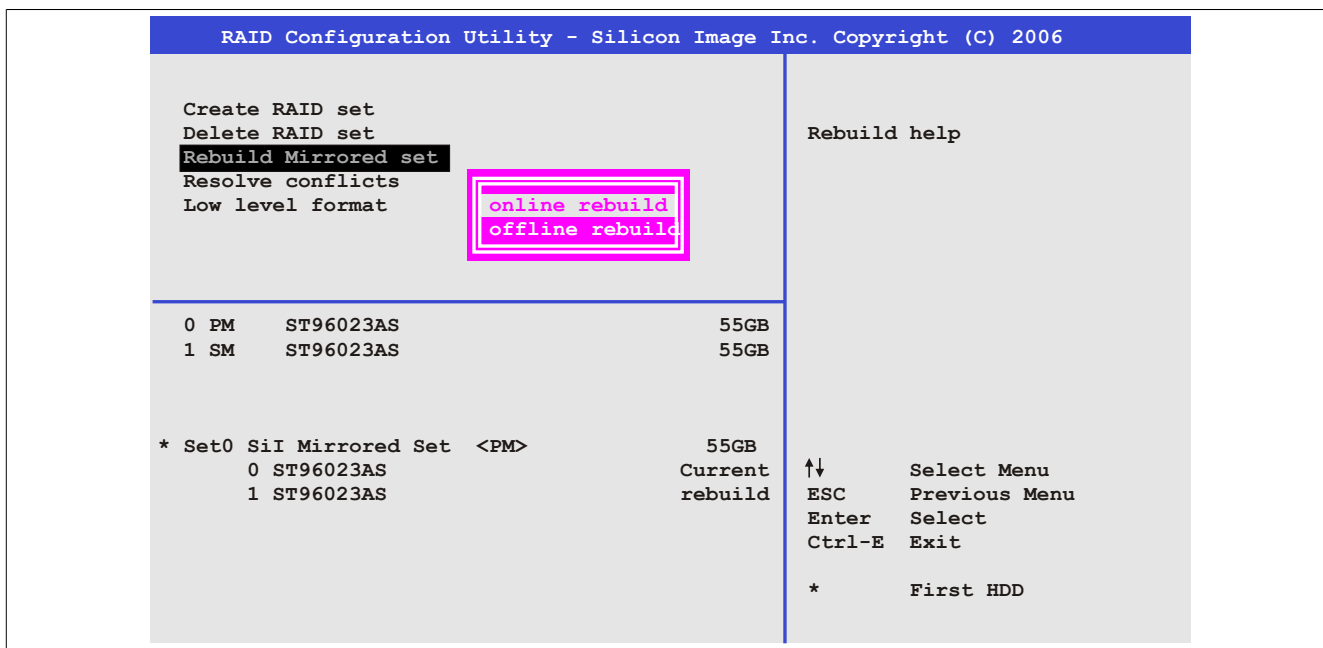 RAID Configuration Utility - Silicon Image Inc. Copyright (C) 2006
Create RAID set
Delete RAID set
Rebuild Mirrored set
Resolve conflicts
Low level format
online rebuild
offline rebuild
Rebuild help
0 PM ST96023AS 55GB
1 SM ST96023AS 55GB
* Set0 SiI Mirrored Set <PM> 55GB
0 ST96023AS Current
1 ST96023AS rebuild
↑↓ Select Menu
ESC Previous Menu
Enter Select
Ctrl-E Exit
* First HDD